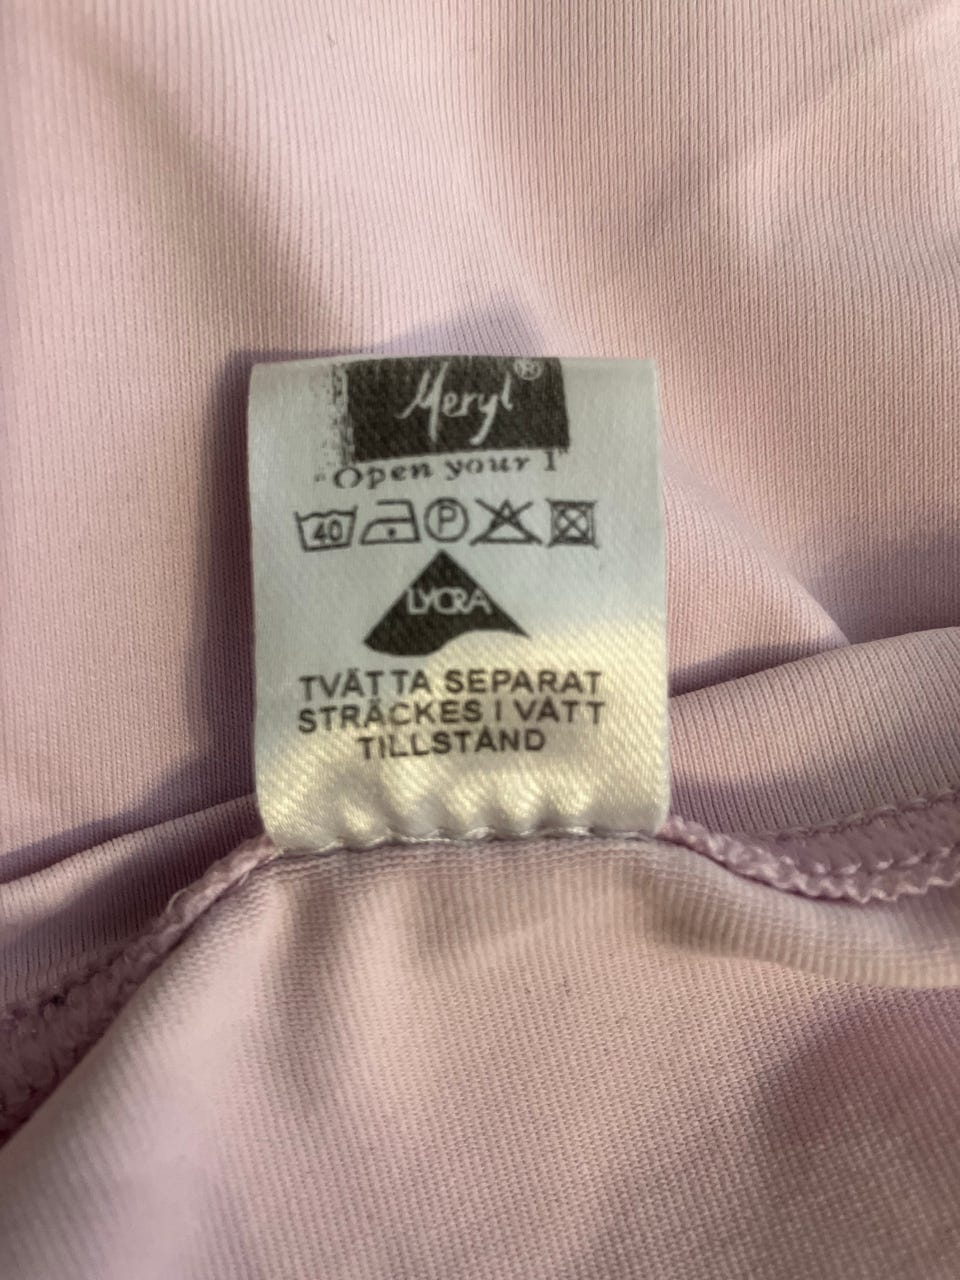 Meryl®
"Open your I"
40 P
LYCRA
TVÄTTA SEPARAT
STRÄCKES I VÅTT
TILLSTÅND